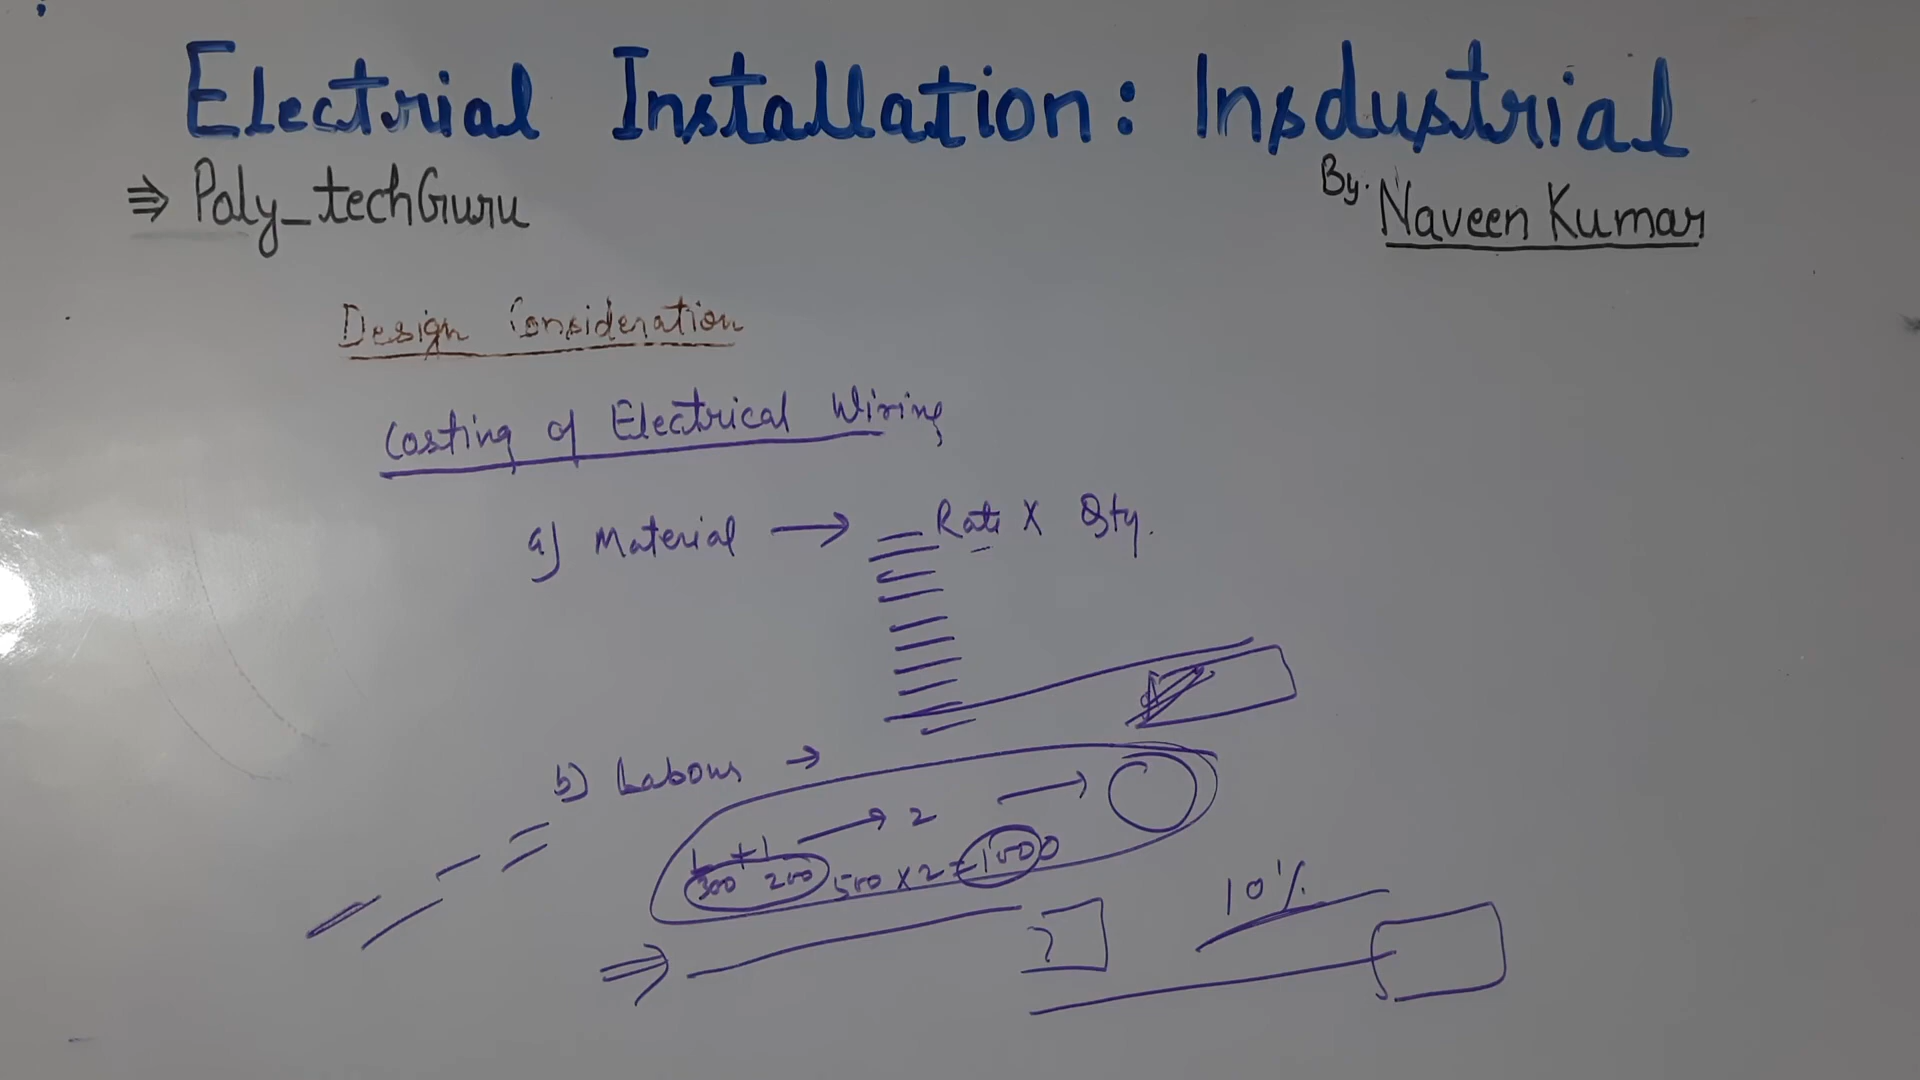 Electrial Installation: Insdustrial
⇒ Poly_techGuru
By. Naveen Kumar
Design Consideration
Costing of Electrical Wiring
a) Material → Rate X Qty.
b) Labour →
1 + 1 → 2 →
300 200 500 x 2 = 1000
10%
?